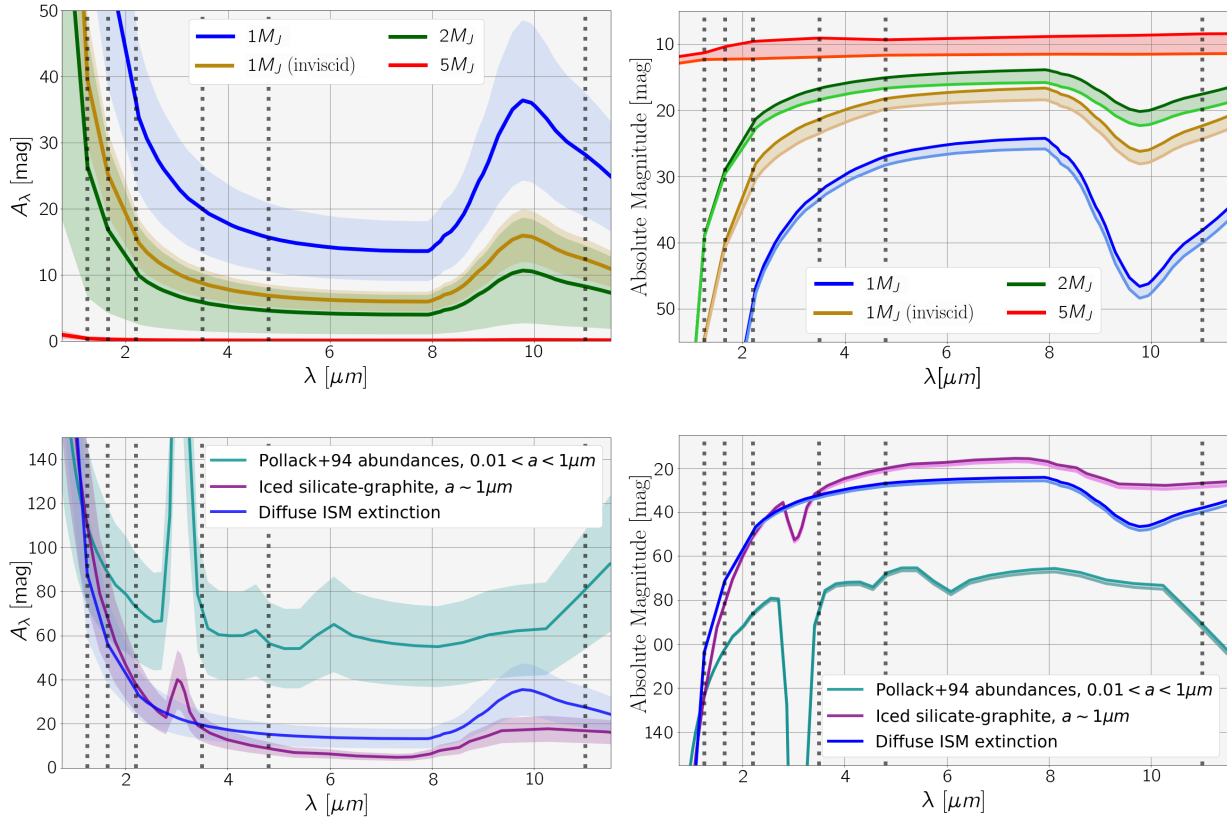 50
40
30
20
10
0
A_λ [mag]
1M_J
1M_J (inviscid)
2M_J
5M_J
2
4
6
8
10
λ [μm]
10
20
30
40
50
Absolute Magnitude [mag]
1M_J
1M_J (inviscid)
2M_J
5M_J
2
4
6
8
10
λ[μm]
140
120
100
80
60
40
20
0
A_λ [mag]
Pollack+94 abundances, 0.01 < a < 1μm
Iced silicate-graphite, a ~ 1μm
Diffuse ISM extinction
2
4
6
8
10
λ [μm]
20
40
60
80
00
20
140
Absolute Magnitude [mag]
Pollack+94 abundances, 0.01 < a < 1μm
Iced silicate-graphite, a ~ 1μm
Diffuse ISM extinction
2
4
6
8
10
λ [μm]